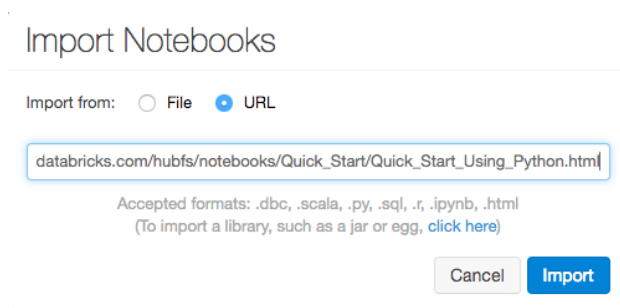 Import Notebooks
Import from: File URL
databricks.com/hubfs/notebooks/Quick_Start/Quick_Start_Using_Python.html
Accepted formats: .dbc, .scala, .py, .sql, .r, .ipynb, .html
(To import a library, such as a jar or egg, click here)
Cancel Import